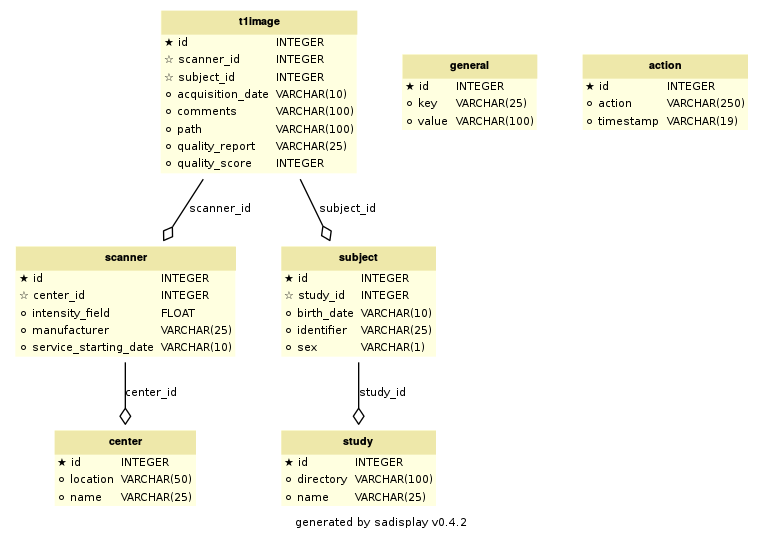 t1image
★ id INTEGER
☆ scanner_id INTEGER
☆ subject_id INTEGER
⚬ acquisition_date VARCHAR(10)
⚬ comments VARCHAR(100)
⚬ path VARCHAR(100)
⚬ quality_report VARCHAR(25)
⚬ quality_score INTEGER
general
★ id INTEGER
⚬ key VARCHAR(25)
⚬ value VARCHAR(100)
action
★ id INTEGER
⚬ action VARCHAR(250)
⚬ timestamp VARCHAR(19)
scanner_id
subject_id
scanner
★ id INTEGER
☆ center_id INTEGER
⚬ intensity_field FLOAT
⚬ manufacturer VARCHAR(25)
⚬ service_starting_date VARCHAR(10)
subject
★ id INTEGER
☆ study_id INTEGER
⚬ birth_date VARCHAR(10)
⚬ identifier VARCHAR(25)
⚬ sex VARCHAR(1)
center_id
study_id
center
★ id INTEGER
⚬ location VARCHAR(50)
⚬ name VARCHAR(25)
study
★ id INTEGER
⚬ directory VARCHAR(100)
⚬ name VARCHAR(25)
generated by sadisplay v0.4.2